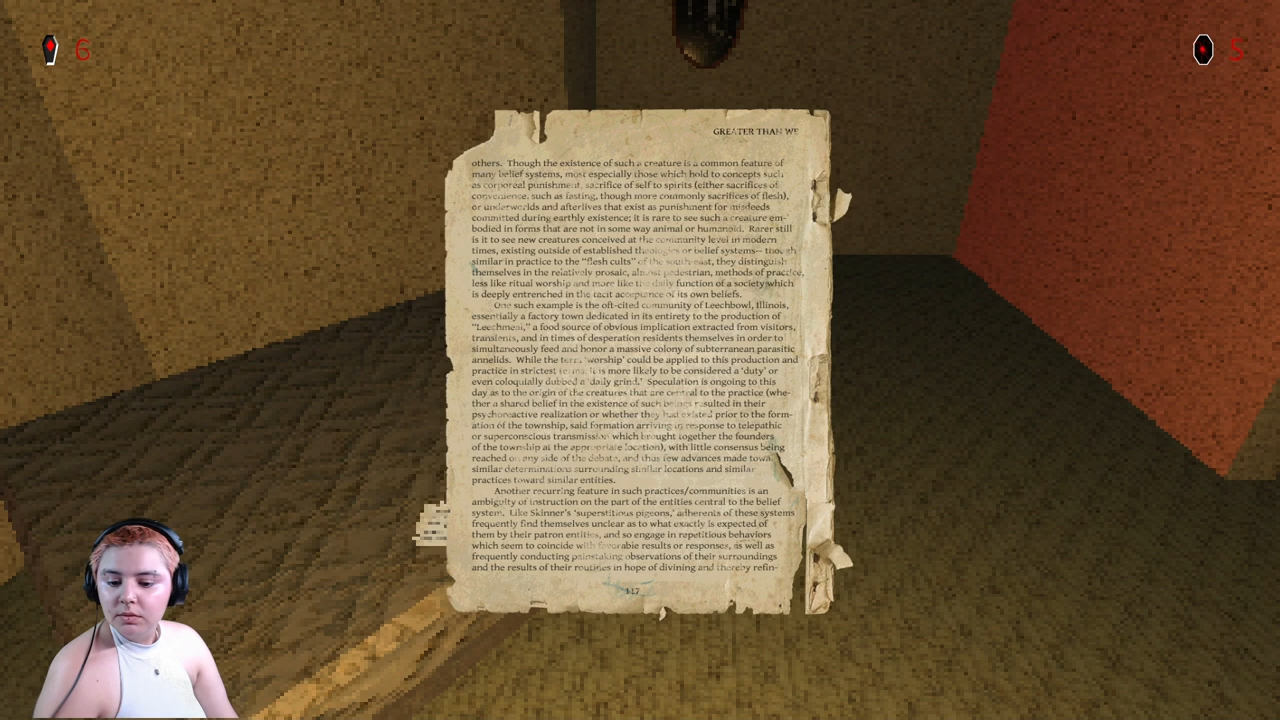 6
5
GREATER THAN WE
others. Though the existence of such a creature is a common feature of
many belief systems, most especially those which hold to concepts such
as corporeal punishment, sacrifice of self to spirits (either sacrifices of
convenience, such as fasting, though more commonly sacrifices of flesh),
or underworlds and afterlives that exist as punishment for misdeeds
committed during earthly existence; it is rare to see such a creature em-
bodied in forms that are not in some way animal or humanoid. Rarer still
is it to see new creatures conceived at the community level in modern
times, existing outside of established theologies or belief systems-- though
similar in practice to the "flesh cults" of the south-east, they distinguish
themselves in the relatively prosaic, almost pedestrian, methods of practice,
less like ritual worship and more like the daily function of a society which
is deeply entrenched in the tacit acceptance of its own beliefs.
One such example is the oft-cited community of Leechbowl, Illinois,
essentially a factory town dedicated in its entirety to the production of
"Leechmeal," a food source of obvious implication extracted from visitors,
transients, and in times of desperation residents themselves in order to
simultaneously feed and honor a massive colony of subterranean parasitic
annelids. While the term 'worship' could be applied to this production and
practice in strictest terms, it is more likely to be considered a 'duty' or
even coloquially dubbed a 'daily grind.' Speculation is ongoing to this
day as to the origin of the creatures that are central to the practice (whe-
ther a shared belief in the existence of such beings resulted in their
psychoreactive realization or whether they had existed prior to the form-
ation of the township, said formation arriving in response to telepathic
or superconscious transmission which brought together the founders
of the township at the appropriate location), with little consensus being
reached on any side of the debate, and thus few advances made towa
similar determinations surrounding similar locations and similar
practices toward similar entities.
Another recurring feature in such practices/communities is an
ambiguity of instruction on the part of the entities central to the belief
system. Like Skinner's 'superstitious pigeons,' adherents of these systems
frequently find themselves unclear as to what exactly is expected of
them by their patron entities, and so engage in repetitious behaviors
which seem to coincide with favorable results or responses, as well as
frequently conducting painstaking observations of their surroundings
and the results of their routines in hope of divining and thereby refin-
117